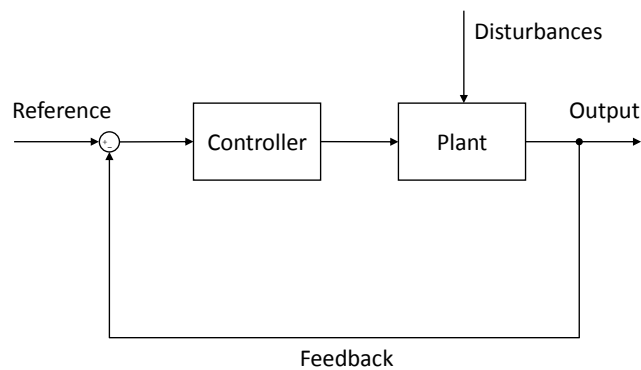 Disturbances
Reference
Output
+
−
Controller
Plant
Feedback